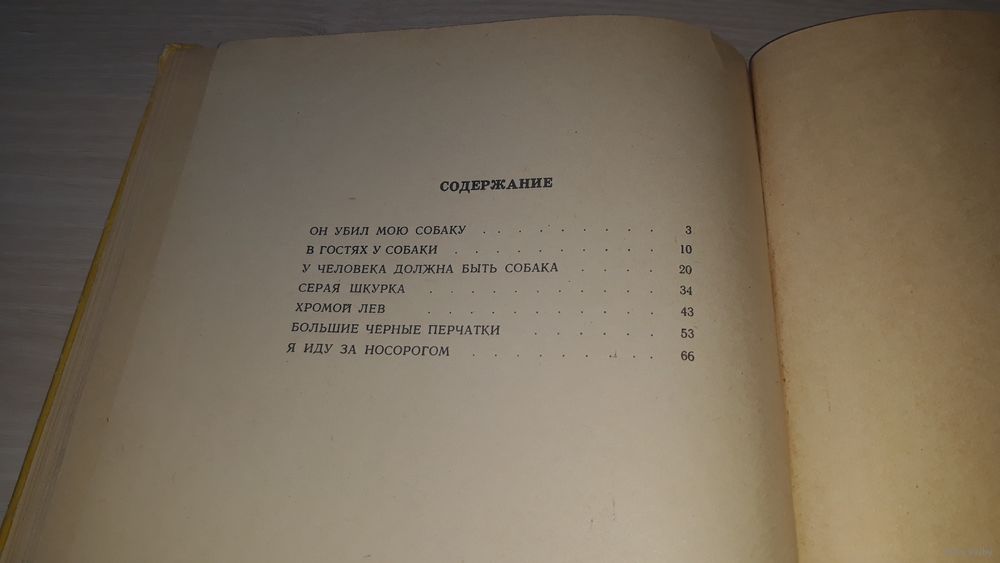 СОДЕРЖАНИЕ
ОН УБИЛ МОЮ СОБАКУ . . . . . . . . . 3
В ГОСТЯХ У СОБАКИ . . . . . . . . . . 10
У ЧЕЛОВЕКА ДОЛЖНА БЫТЬ СОБАКА . . . . 20
СЕРАЯ ШКУРКА . . . . . . . . . . . 34
ХРОМОЙ ЛЕВ . . . . . . . . . . . 43
БОЛЬШИЕ ЧЕРНЫЕ ПЕРЧАТКИ . . . . . . 53
Я ИДУ ЗА НОСОРОГОМ . . . . . . . . . 66